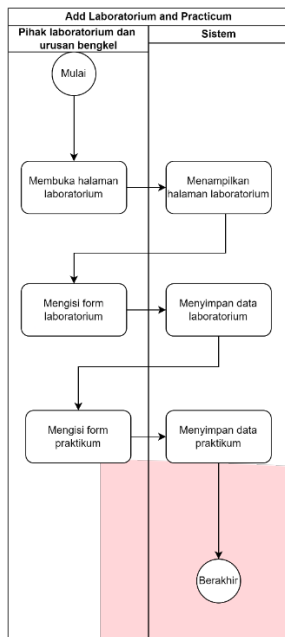 Add Laboratorium and Practicum
Pihak laboratorium dan
urusan bengkel
Sistem
Mulai
Membuka halaman
laboratorium
Menampilkan
halaman laboratorium
Mengisi form
laboratorium
Menyimpan data
laboratorium
Mengisi form
praktikum
Menyimpan data
praktikum
Berakhir